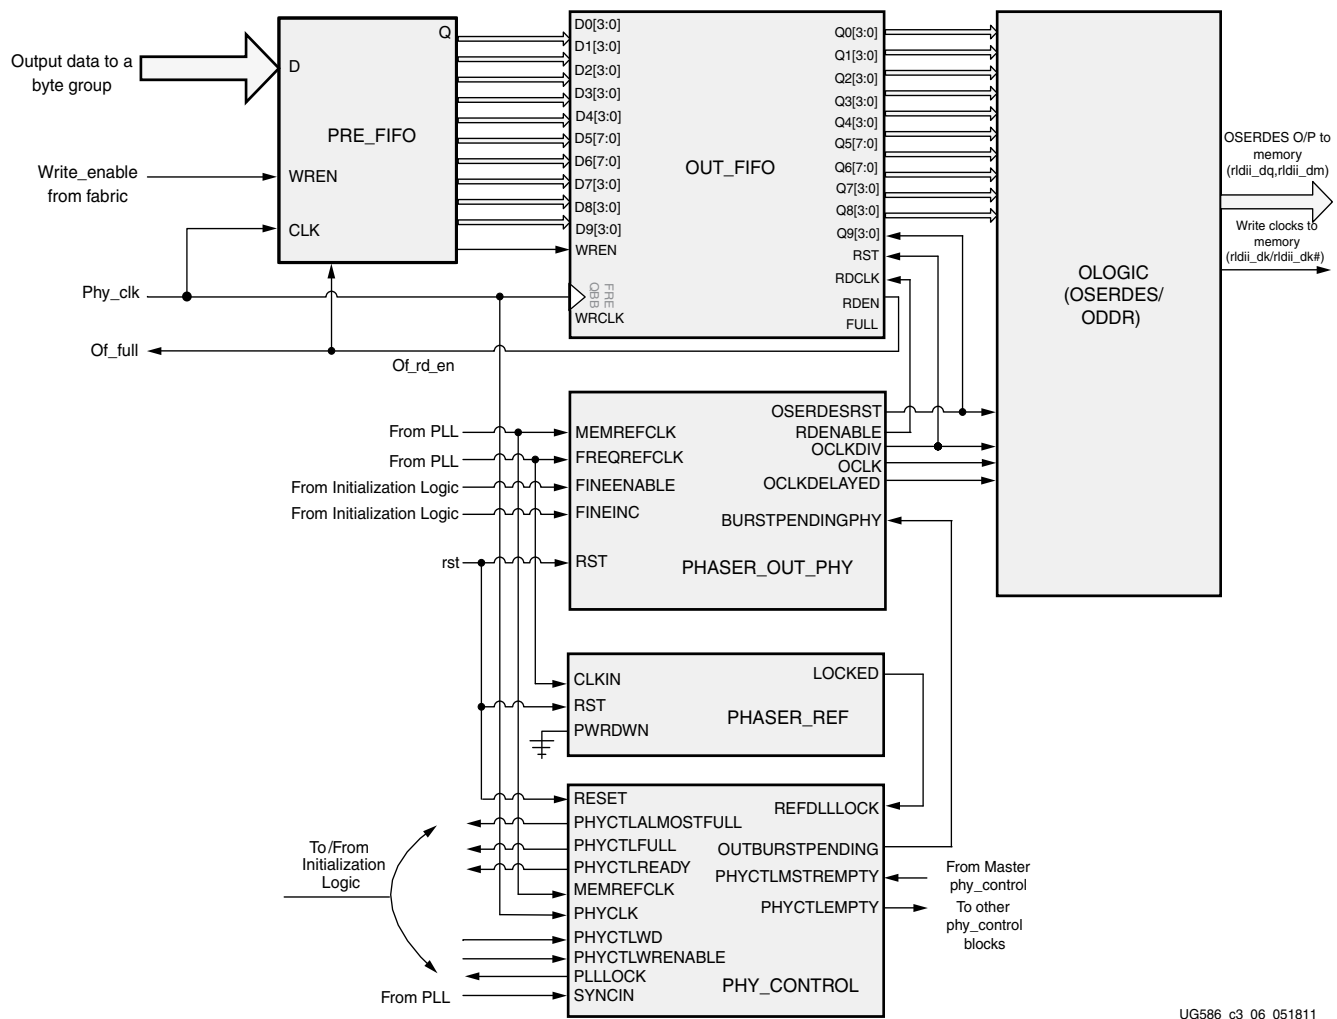 Output data to a
byte group
Write_enable
from fabric
Phy_clk
Of_full
Of_rd_en
Q
D
PRE_FIFO
WREN
CLK
D0[3:0]
D1[3:0]
D2[3:0]
D3[3:0]
D4[3:0]
D5[7:0]
D6[7:0]
D7[3:0]
D8[3:0]
D9[3:0]
WREN
FRE
QBB
WRCLK
OUT_FIFO
Q0[3:0]
Q1[3:0]
Q2[3:0]
Q3[3:0]
Q4[3:0]
Q5[7:0]
Q6[7:0]
Q7[3:0]
Q8[3:0]
Q9[3:0]
RST
RDCLK
RDEN
FULL
OLOGIC
(OSERDES/
ODDR)
OSERDES O/P to
memory
(rldii_dq,rldii_dm)
Write clocks to
memory
(rldii_dk/rldii_dk#)
From PLL
From PLL
From Initialization Logic
From Initialization Logic
rst
MEMREFCLK
FREQREFCLK
FINEENABLE
FINEINC
RST
OSERDESRST
RDENABLE
OCLKDIV
OCLK
OCLKDELAYED
BURSTPENDINGPHY
PHASER_OUT_PHY
CLKIN
RST
PWRDWN
LOCKED
PHASER_REF
RESET
PHYCTLALMOSTFULL
PHYCTLFULL
PHYCTLREADY
MEMREFCLK
PHYCLK
PHYCTLWD
PHYCTLWRENABLE
PLLLOCK
SYNCIN
REFDLLLOCK
OUTBURSTPENDING
PHYCTLMSTREMPTY
PHYCTLEMPTY
PHY_CONTROL
To/From
Initialization
Logic
From PLL
From Master
phy_control
To other
phy_control
blocks
UG586_c3_06_051811